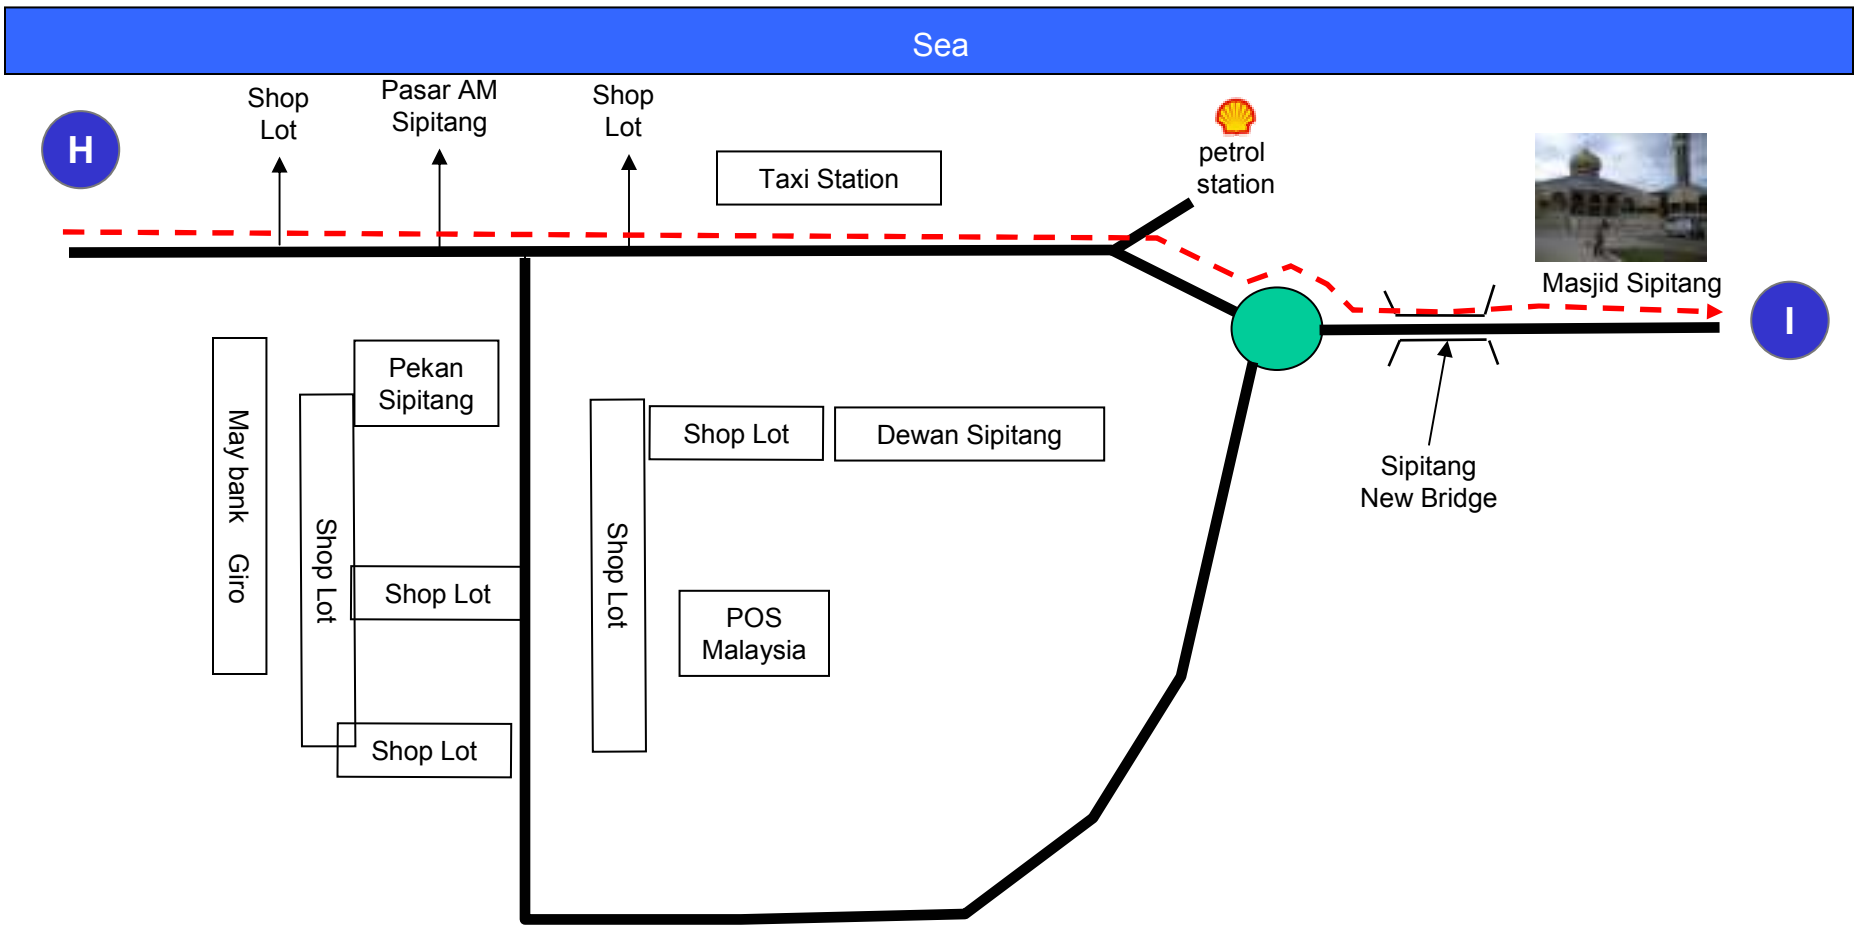 Sea
H
Shop
Lot
Pasar AM
Sipitang
Shop
Lot
Taxi Station
petrol
station
Masjid Sipitang
I
Pekan
Sipitang
May bank Giro
Shop Lot
Shop Lot
Shop Lot
Shop Lot
Shop Lot
Dewan Sipitang
POS
Malaysia
Sipitang
New Bridge